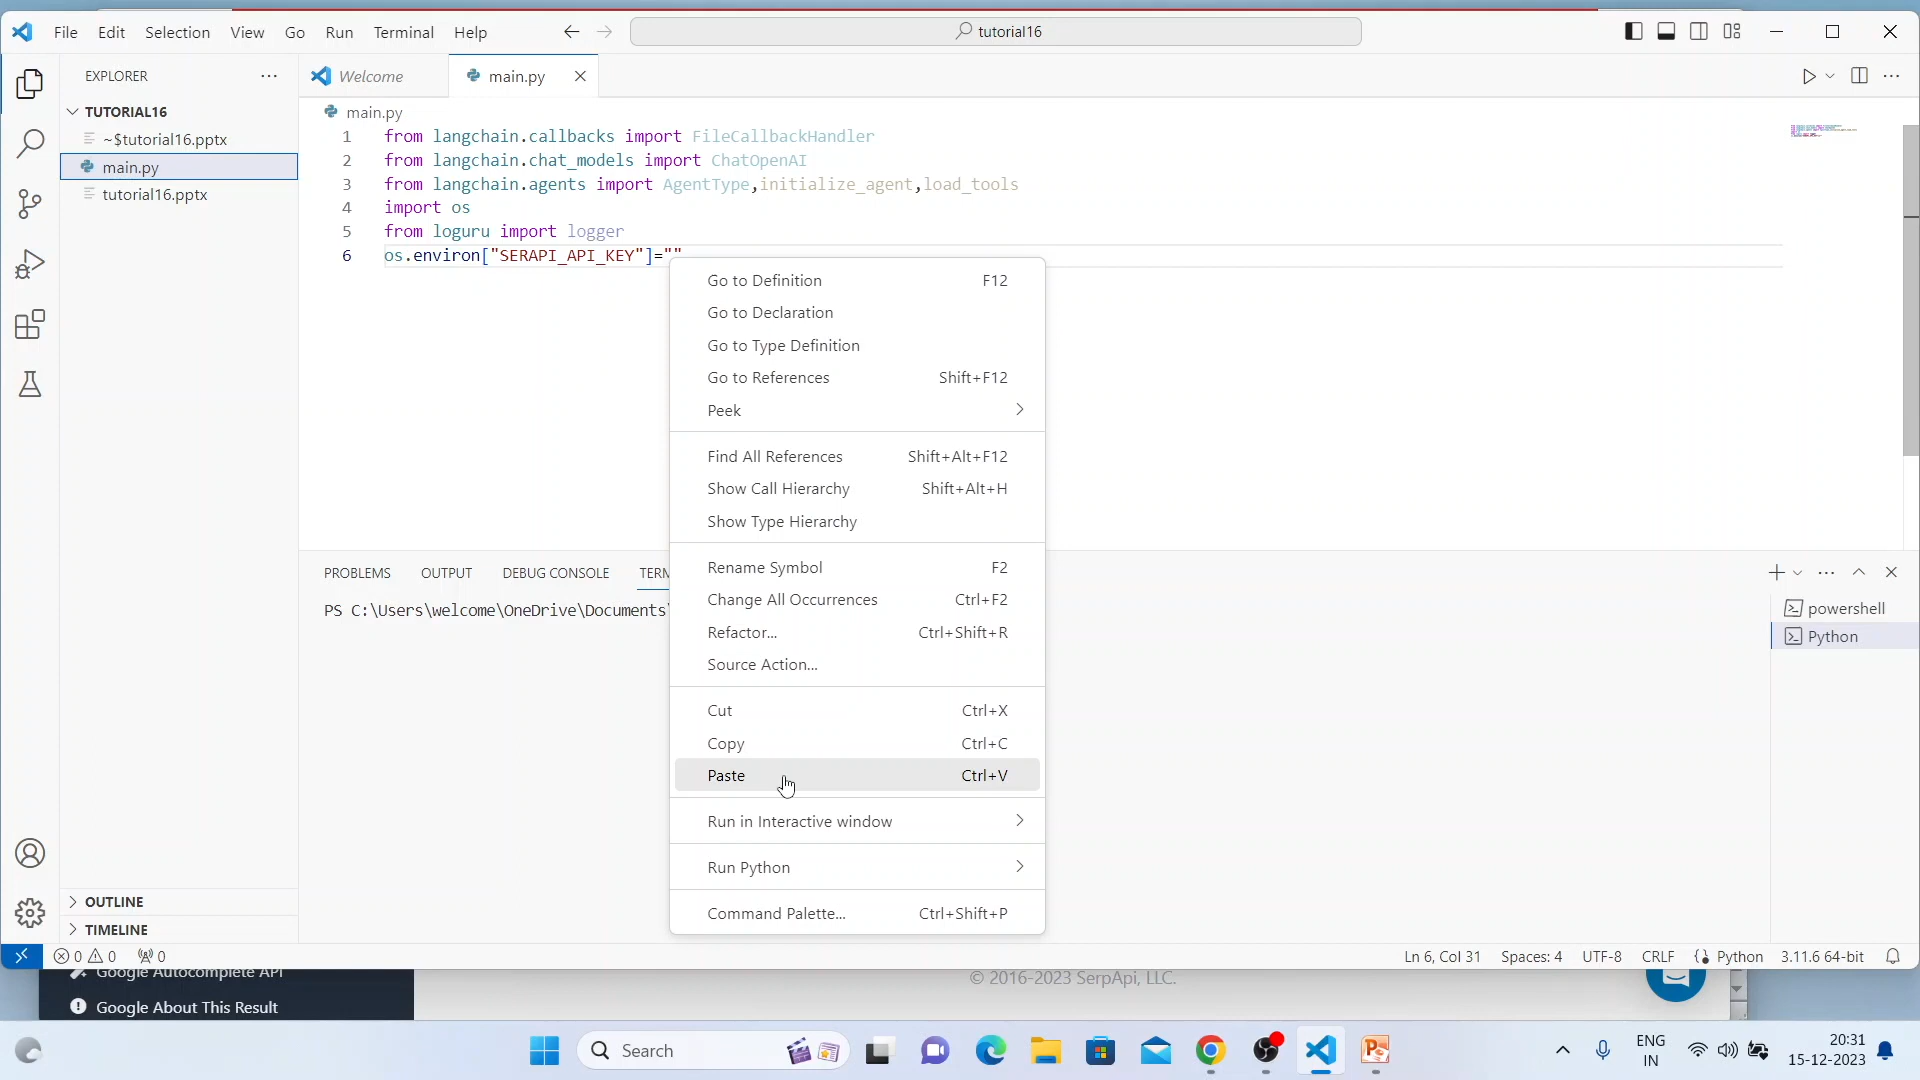 File Edit Selection View Go Run Terminal Help
tutorial16
EXPLORER
TUTORIAL16
~$tutorial16.pptx
main.py
tutorial16.pptx
OUTLINE
TIMELINE
Welcome
main.py
main.py
1 from langchain.callbacks import FileCallbackHandler
2 from langchain.chat_models import ChatOpenAI
3 from langchain.agents import AgentType,initialize_agent,load_tools
4 import os
5 from loguru import logger
6 os.environ["SERAPI_API_KEY"]=""
Go to Definition F12
Go to Declaration
Go to Type Definition
Go to References Shift+F12
Peek
Find All References Shift+Alt+F12
Show Call Hierarchy Shift+Alt+H
Show Type Hierarchy
Rename Symbol F2
Change All Occurrences Ctrl+F2
Refactor... Ctrl+Shift+R
Source Action...
Cut Ctrl+X
Copy Ctrl+C
Paste Ctrl+V
Run in Interactive window
Run Python
Command Palette... Ctrl+Shift+P
PROBLEMS OUTPUT DEBUG CONSOLE TERM
PS C:\Users\welcome\OneDrive\Documents
powershell
Python
0 0 0
Ln 6, Col 31 Spaces: 4 UTF-8 CRLF Python 3.11.6 64-bit
Google Autocomplete API
Google About This Result
© 2016-2023 SerpApi, LLC.
Search
ENG
IN
20:31
15-12-2023